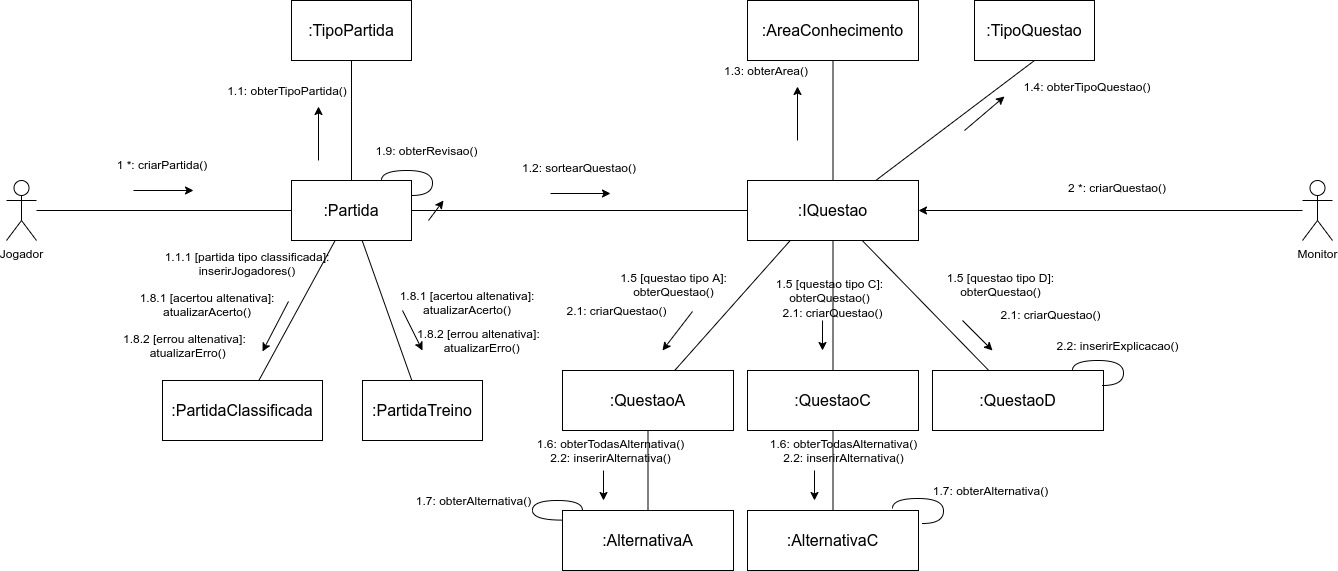 :TipoPartida
:AreaConhecimento
:TipoQuestao
1.3: obterArea()
1.1: obterTipoPartida()
1.4: obterTipoQuestao()
1.9: obterRevisao()
1 *: criarPartida()
1.2: sortearQuestao()
2 *: criarQuestao()
:Partida
:IQuestao
Jogador
Monitor
1.1.1 [partida tipo classificada]:
inserirJogadores()
1.8.1 [acertou altenativa]:
atualizarAcerto()
1.8.2 [errou altenativa]:
atualizarErro()
1.8.1 [acertou altenativa]:
atualizarAcerto()
1.8.2 [errou altenativa]:
atualizarErro()
1.5 [questao tipo A]:
obterQuestao()
2.1: criarQuestao()
1.5 [questao tipo C]:
obterQuestao()
2.1: criarQuestao()
1.5 [questao tipo D]:
obterQuestao()
2.1: criarQuestao()
2.2: inserirExplicacao()
:PartidaClassificada
:PartidaTreino
:QuestaoA
:QuestaoC
:QuestaoD
1.6: obterTodasAlternativa()
2.2: inserirAlternativa()
1.6: obterTodasAlternativa()
2.2: inserirAlternativa()
1.7: obterAlternativa()
1.7: obterAlternativa()
:AlternativaA
:AlternativaC